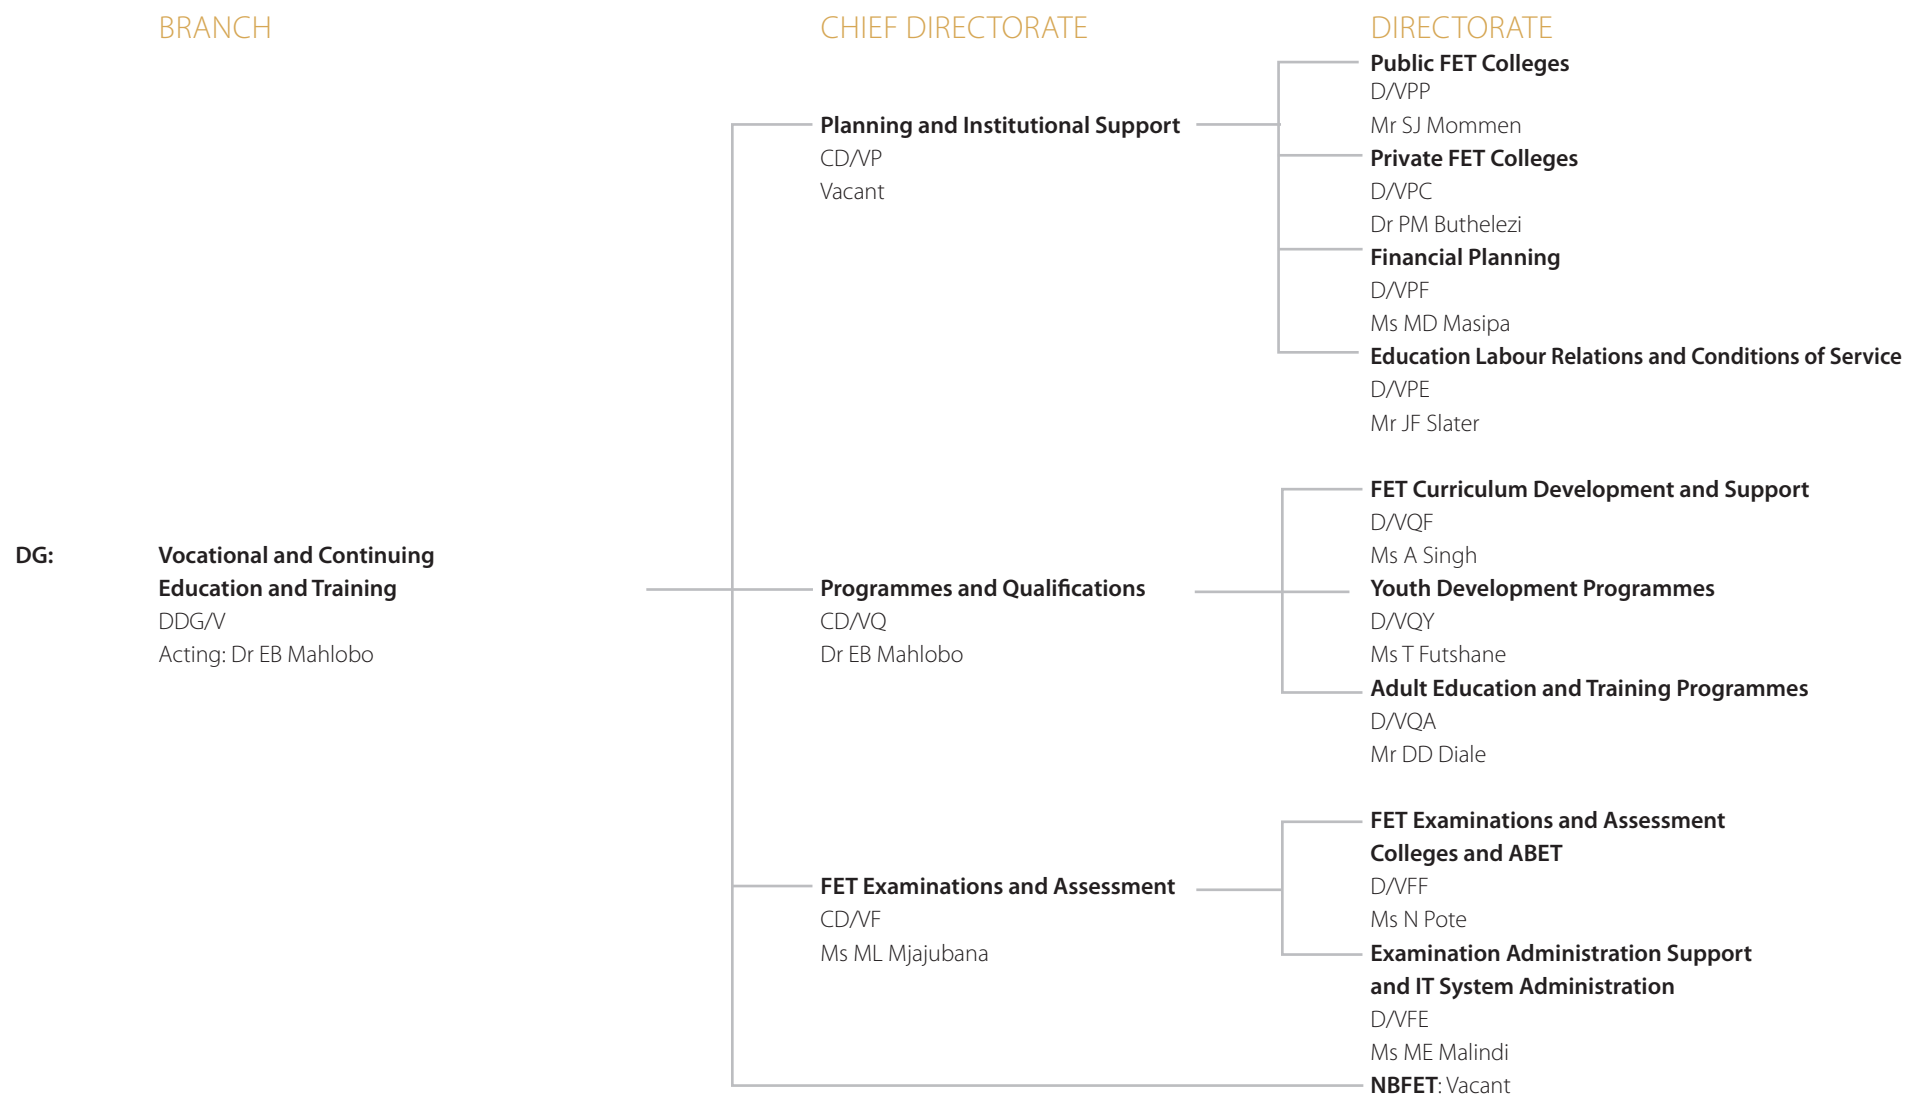 BRANCH
CHIEF DIRECTORATE
DIRECTORATE
DG:
Vocational and Continuing
Education and Training
DDG/V
Acting: Dr EB Mahlobo
Planning and Institutional Support
CD/VP
Vacant
Public FET Colleges
D/VPP
Mr SJ Mommen
Private FET Colleges
D/VPC
Dr PM Buthelezi
Financial Planning
D/VPF
Ms MD Masipa
Education Labour Relations and Conditions of Service
D/VPE
Mr JF Slater
Programmes and Qualifications
CD/VQ
Dr EB Mahlobo
FET Curriculum Development and Support
D/VQF
Ms A Singh
Youth Development Programmes
D/VQY
Ms T Futshane
Adult Education and Training Programmes
D/VQA
Mr DD Diale
FET Examinations and Assessment
CD/VF
Ms ML Mjajubana
FET Examinations and Assessment
Colleges and ABET
D/VFF
Ms N Pote
Examination Administration Support
and IT System Administration
D/VFE
Ms ME Malindi
NBFET: Vacant